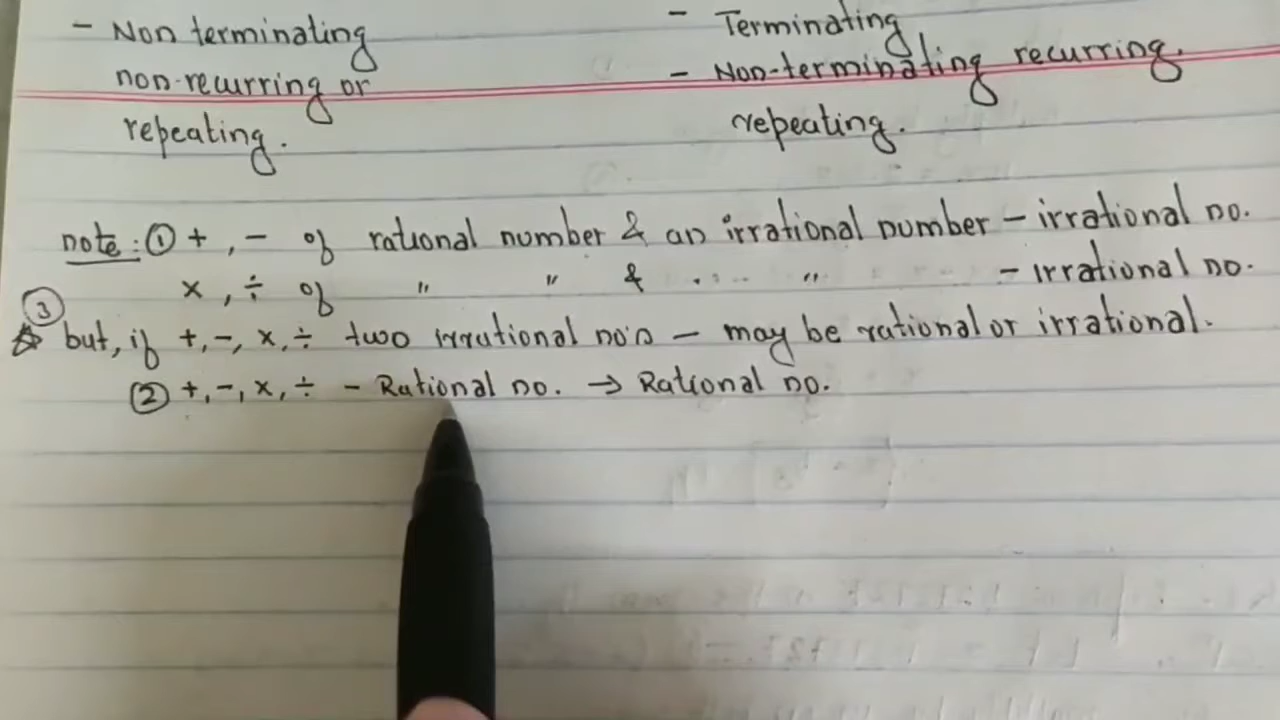 - Non terminating
non-recurring or
repeating.
- Terminating
- Non-terminating recurring.
repeating.
note: ① +, - of rational number & an irrational number - irrational no.
×, ÷ of " " & " - irrational no.
③
but, if +, -, ×, ÷ two irrational no's - may be rational or irrational.
② +, -, ×, ÷ - Rational no. → Rational no.